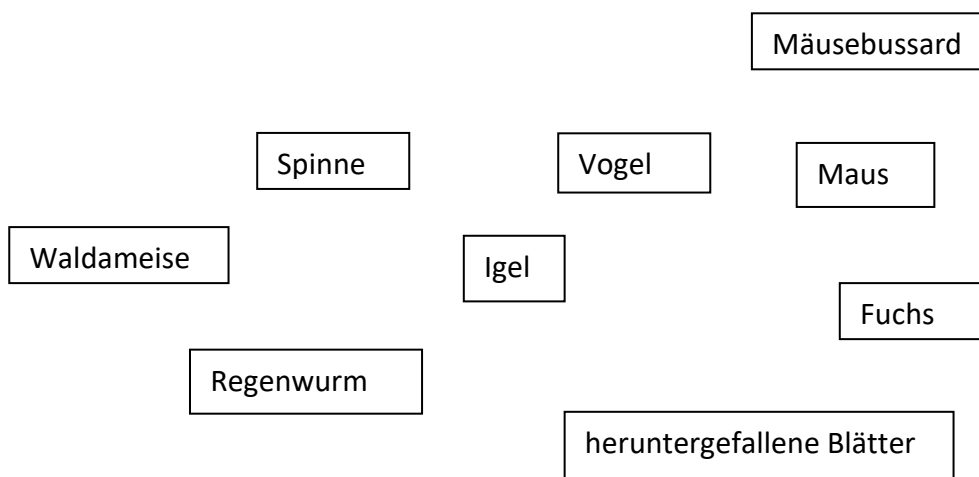 Mäusebussard
Spinne
Vogel
Maus
Waldameise
Igel
Fuchs
Regenwurm
heruntergefallene Blätter